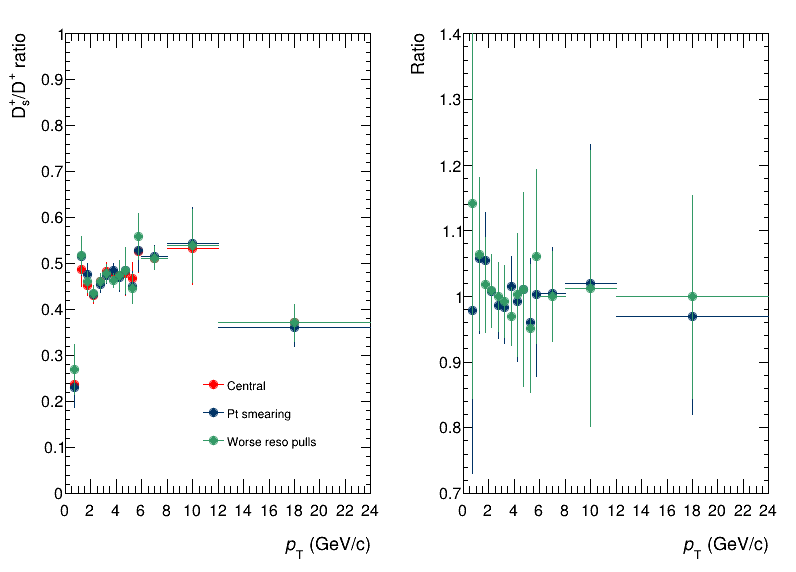 D_s^+/D^+ ratio
1
0.9
0.8
0.7
0.6
0.5
0.4
0.3
0.2
0.1
0
Central
Pt smearing
Worse reso pulls
0 2 4 6 8 10 12 14 16 18 20 22 24
p_T (GeV/c)
Ratio
1.4
1.3
1.2
1.1
1
0.9
0.8
0.7
0 2 4 6 8 10 12 14 16 18 20 22 24
p_T (GeV/c)